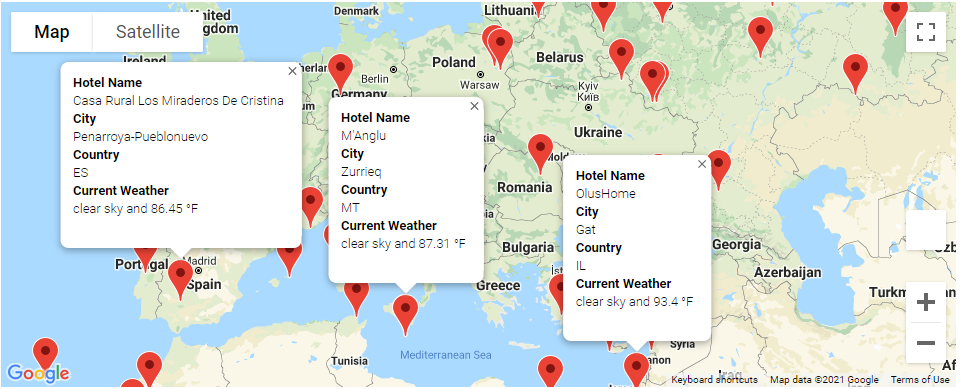 Map
Satellite
United
Kingdom
Denmark
Lithuania
Ireland
Berlin
Germany
Poland
Warsaw
Belarus
Kyiv
Київ
Ukraine
Romania
Bulgaria
Greece
Portugal
Madrid
Spain
Tunisia
Mediterranean Sea
Syria
Iraq
Georgia
Azerbaijan
Hotel Name
Casa Rural Los Miraderos De Cristina
City
Penarroya-Pueblonuevo
Country
ES
Current Weather
clear sky and 86.45 °F
Hotel Name
M'Anglu
City
Zurrieq
Country
MT
Current Weather
clear sky and 87.31 °F
Hotel Name
OlusHome
City
Gat
Country
IL
Current Weather
clear sky and 93.4 °F
Google
Keyboard shortcuts
Map data ©2021 Google
Terms of Use